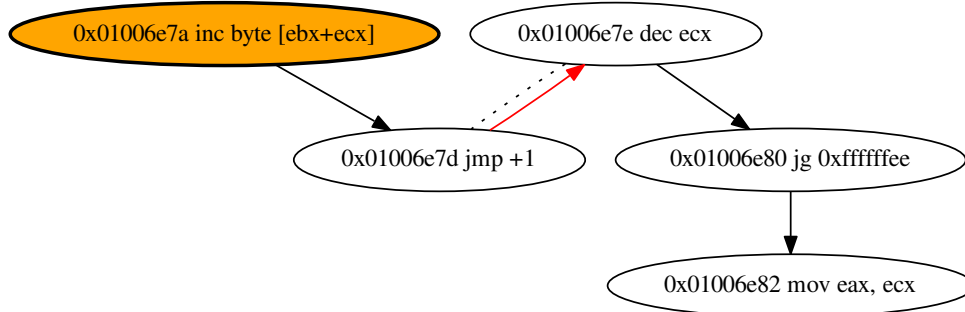 0x01006e7a inc byte [ebx+ecx]
0x01006e7e dec ecx
0x01006e7d jmp +1
0x01006e80 jg 0xffffffee
0x01006e82 mov eax, ecx